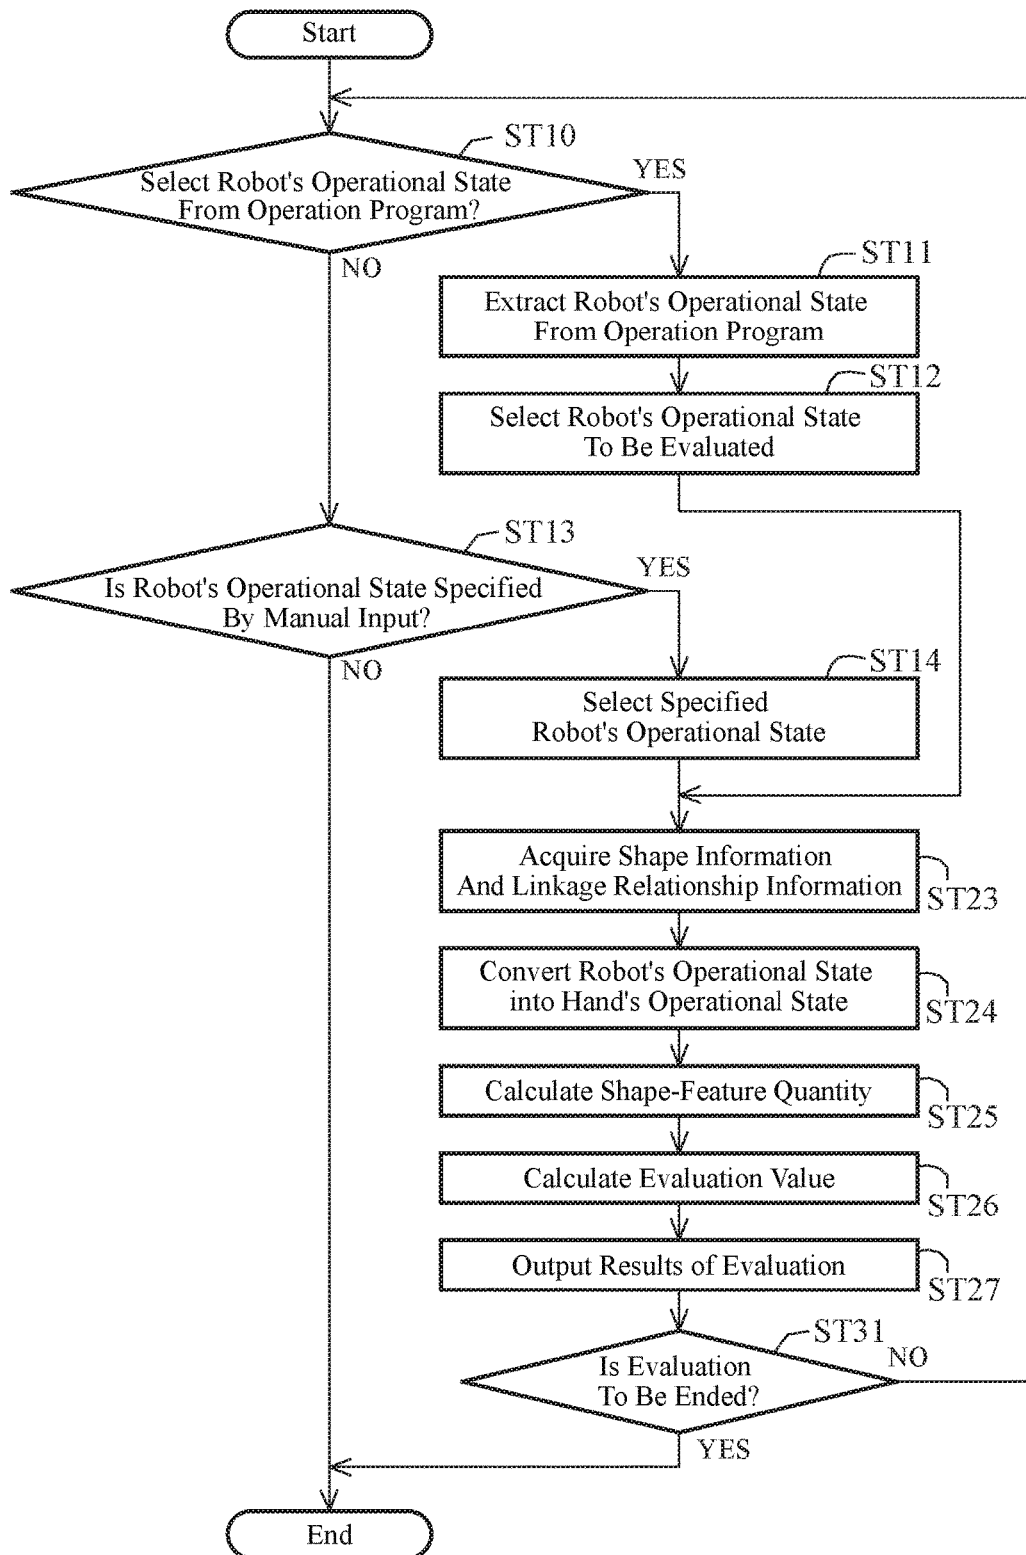 Start
ST10
Select Robot's Operational State
From Operation Program?
YES
NO
ST11
Extract Robot's Operational State
From Operation Program
ST12
Select Robot's Operational State
To Be Evaluated
ST13
Is Robot's Operational State Specified
By Manual Input?
YES
NO
ST14
Select Specified
Robot's Operational State
Acquire Shape Information
And Linkage Relationship Information
ST23
Convert Robot's Operational State
into Hand's Operational State
ST24
Calculate Shape-Feature Quantity
ST25
Calculate Evaluation Value
ST26
Output Results of Evaluation
ST27
ST31
Is Evaluation
To Be Ended?
NO
YES
End